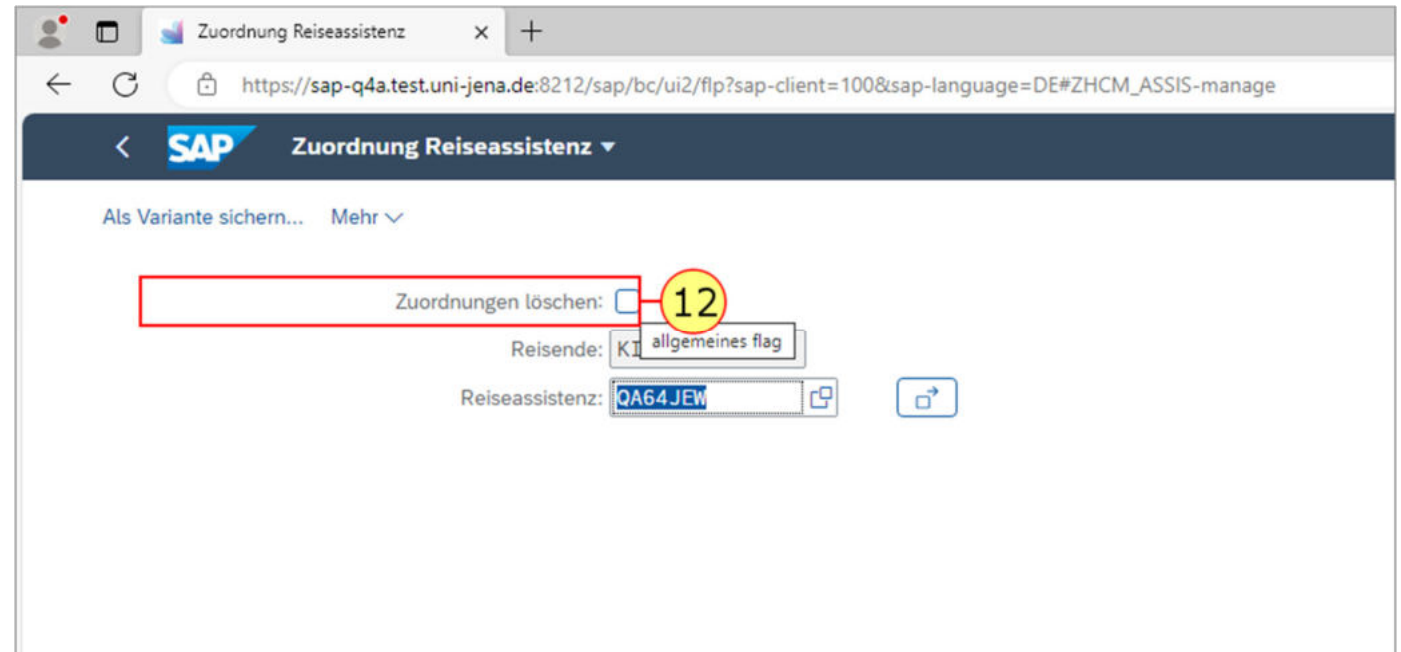 Zuordnung Reiseassistenz
https://sap-q4a.test.uni-jena.de:8212/sap/bc/ui2/flp?sap-client=100&sap-language=DE#ZHCM_ASSIS-manage
SAP Zuordnung Reiseassistenz
Als Variante sichern... Mehr
Zuordnungen löschen: 12
allgemeines flag
Reisende: KI
Reiseassistenz: QA64JEW